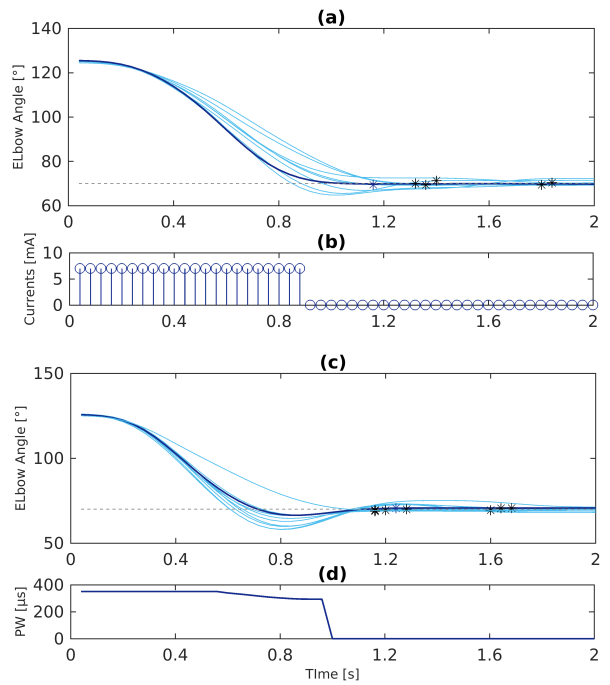 (a)
140
120
100
80
60
ELbow Angle [°]
0 0.4 0.8 1.2 1.6 2
(b)
10
5
0
Currents [mA]
0 0.4 0.8 1.2 1.6 2
(c)
150
100
50
ELbow Angle [°]
0 0.4 0.8 1.2 1.6 2
(d)
400
200
0
PW [µs]
0 0.4 0.8 1.2 1.6 2
TIme [s]